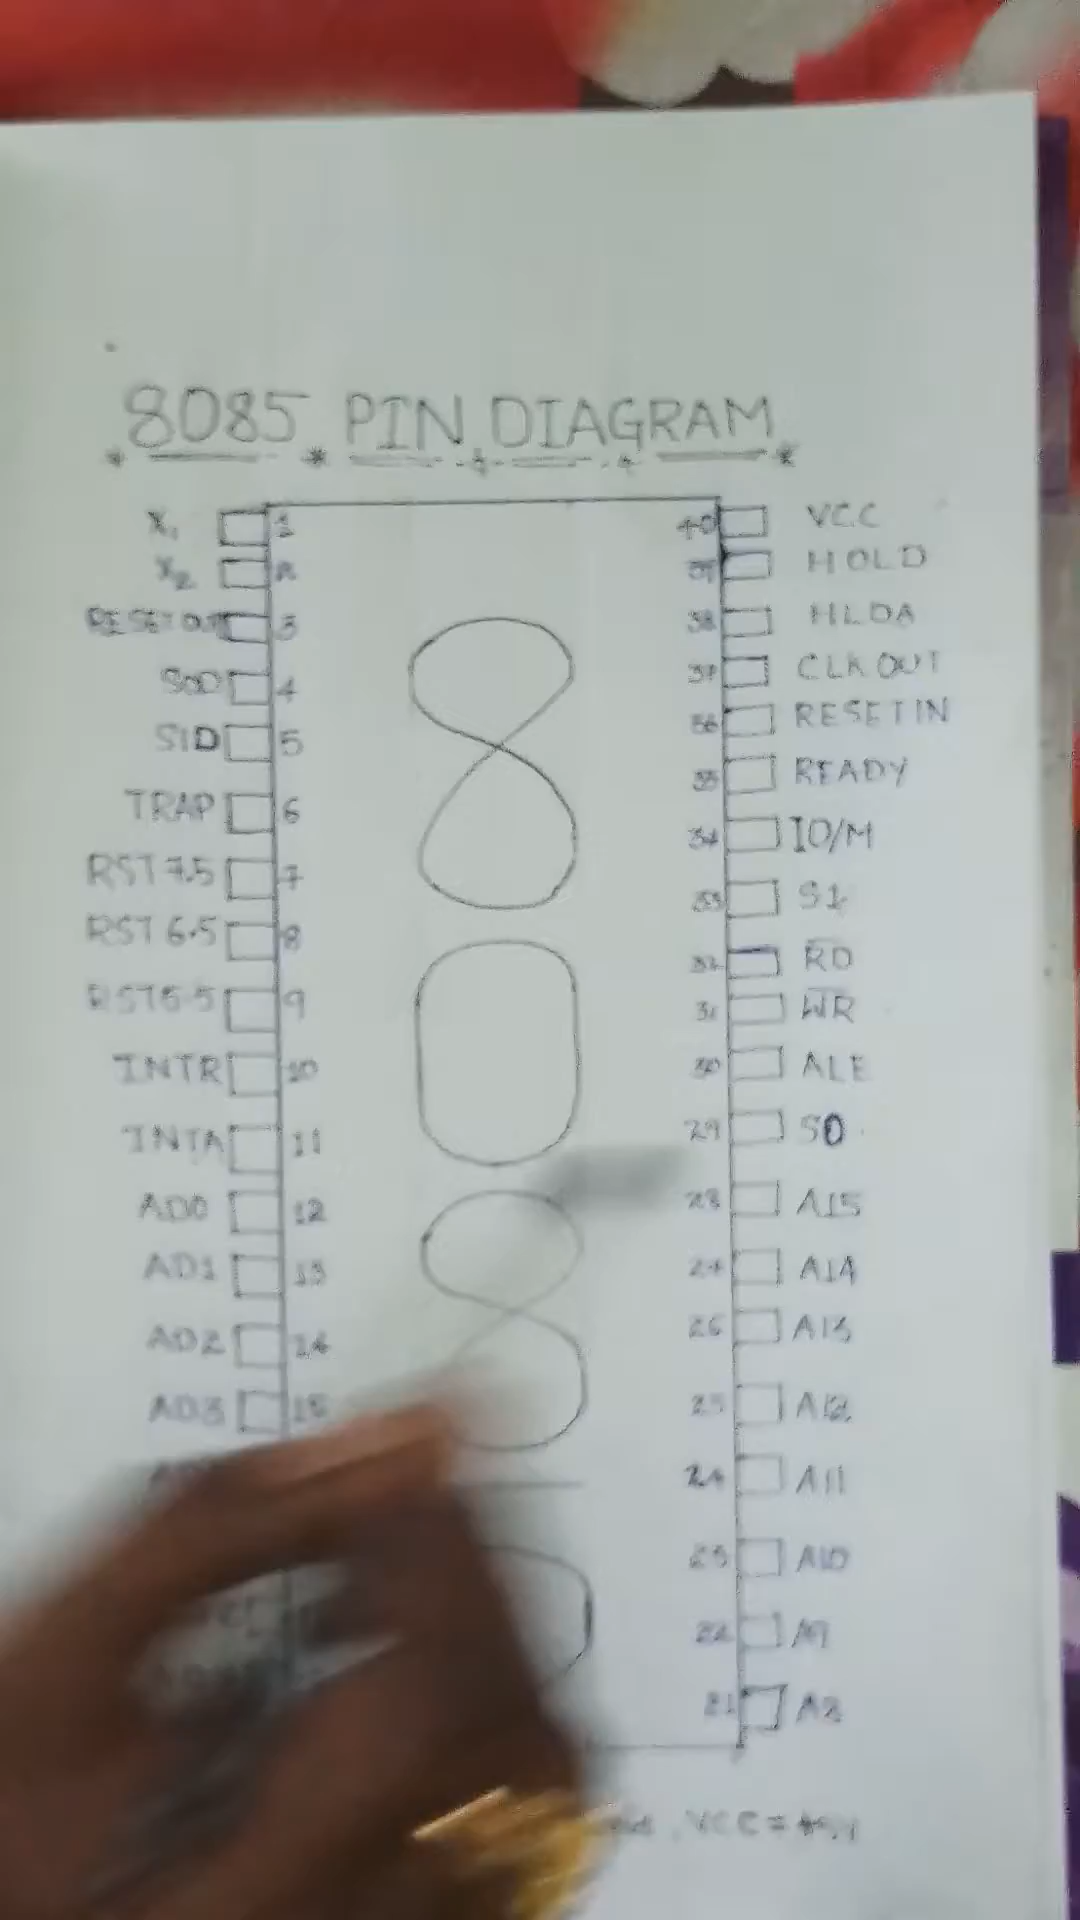 8085 PIN DIAGRAM
X1 1 40 VCC
X2 2 39 HOLD
RESET OUT 3 38 HLDA
SOD 4 37 CLK OUT
SID 5 36 RESET IN
TRAP 6 35 READY
RST 7.5 7 34 IO/M
RST 6.5 8 33 S1
RST 5.5 9 32 R̅D̅
INTR 10 31 W̅R̅
INTA 11 30 ALE
AD0 12 29 S0
AD1 13 28 A15
AD2 14 27 A14
AD3 15 26 A13
25 A12
24 A11
23 A10
22 A9
21 A8
8085
VCC =